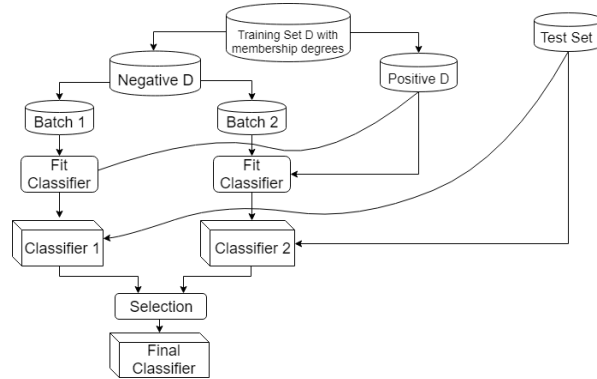 Training Set D with
membership degrees
Test Set
Negative D
Positive D
Batch 1
Batch 2
Fit
Classifier
Fit
Classifier
Classifier 1
Classifier 2
Selection
Final
Classifier